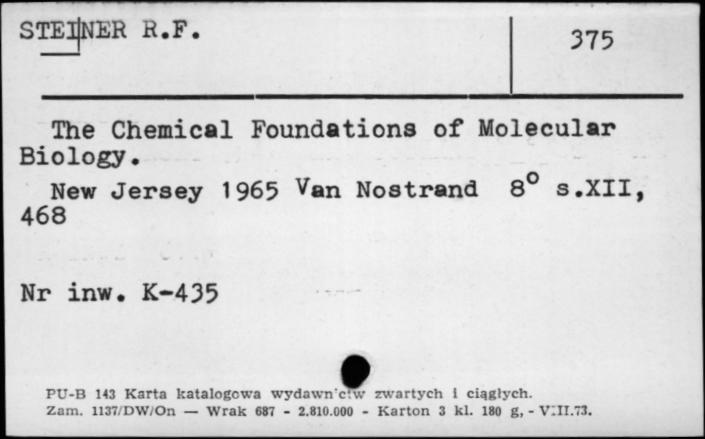 STEINER R.F.
375
The Chemical Foundations of Molecular
Biology.
New Jersey 1965 Van Nostrand 8° s.XII,
468
Nr inw. K-435
PU-B 143 Karta katalogowa wydawnictw zwartych i ciągłych.
Zam. 1137/DW/On — Wrak 687 - 2.810.000 - Karton 3 kl. 180 g, - VIII.73.